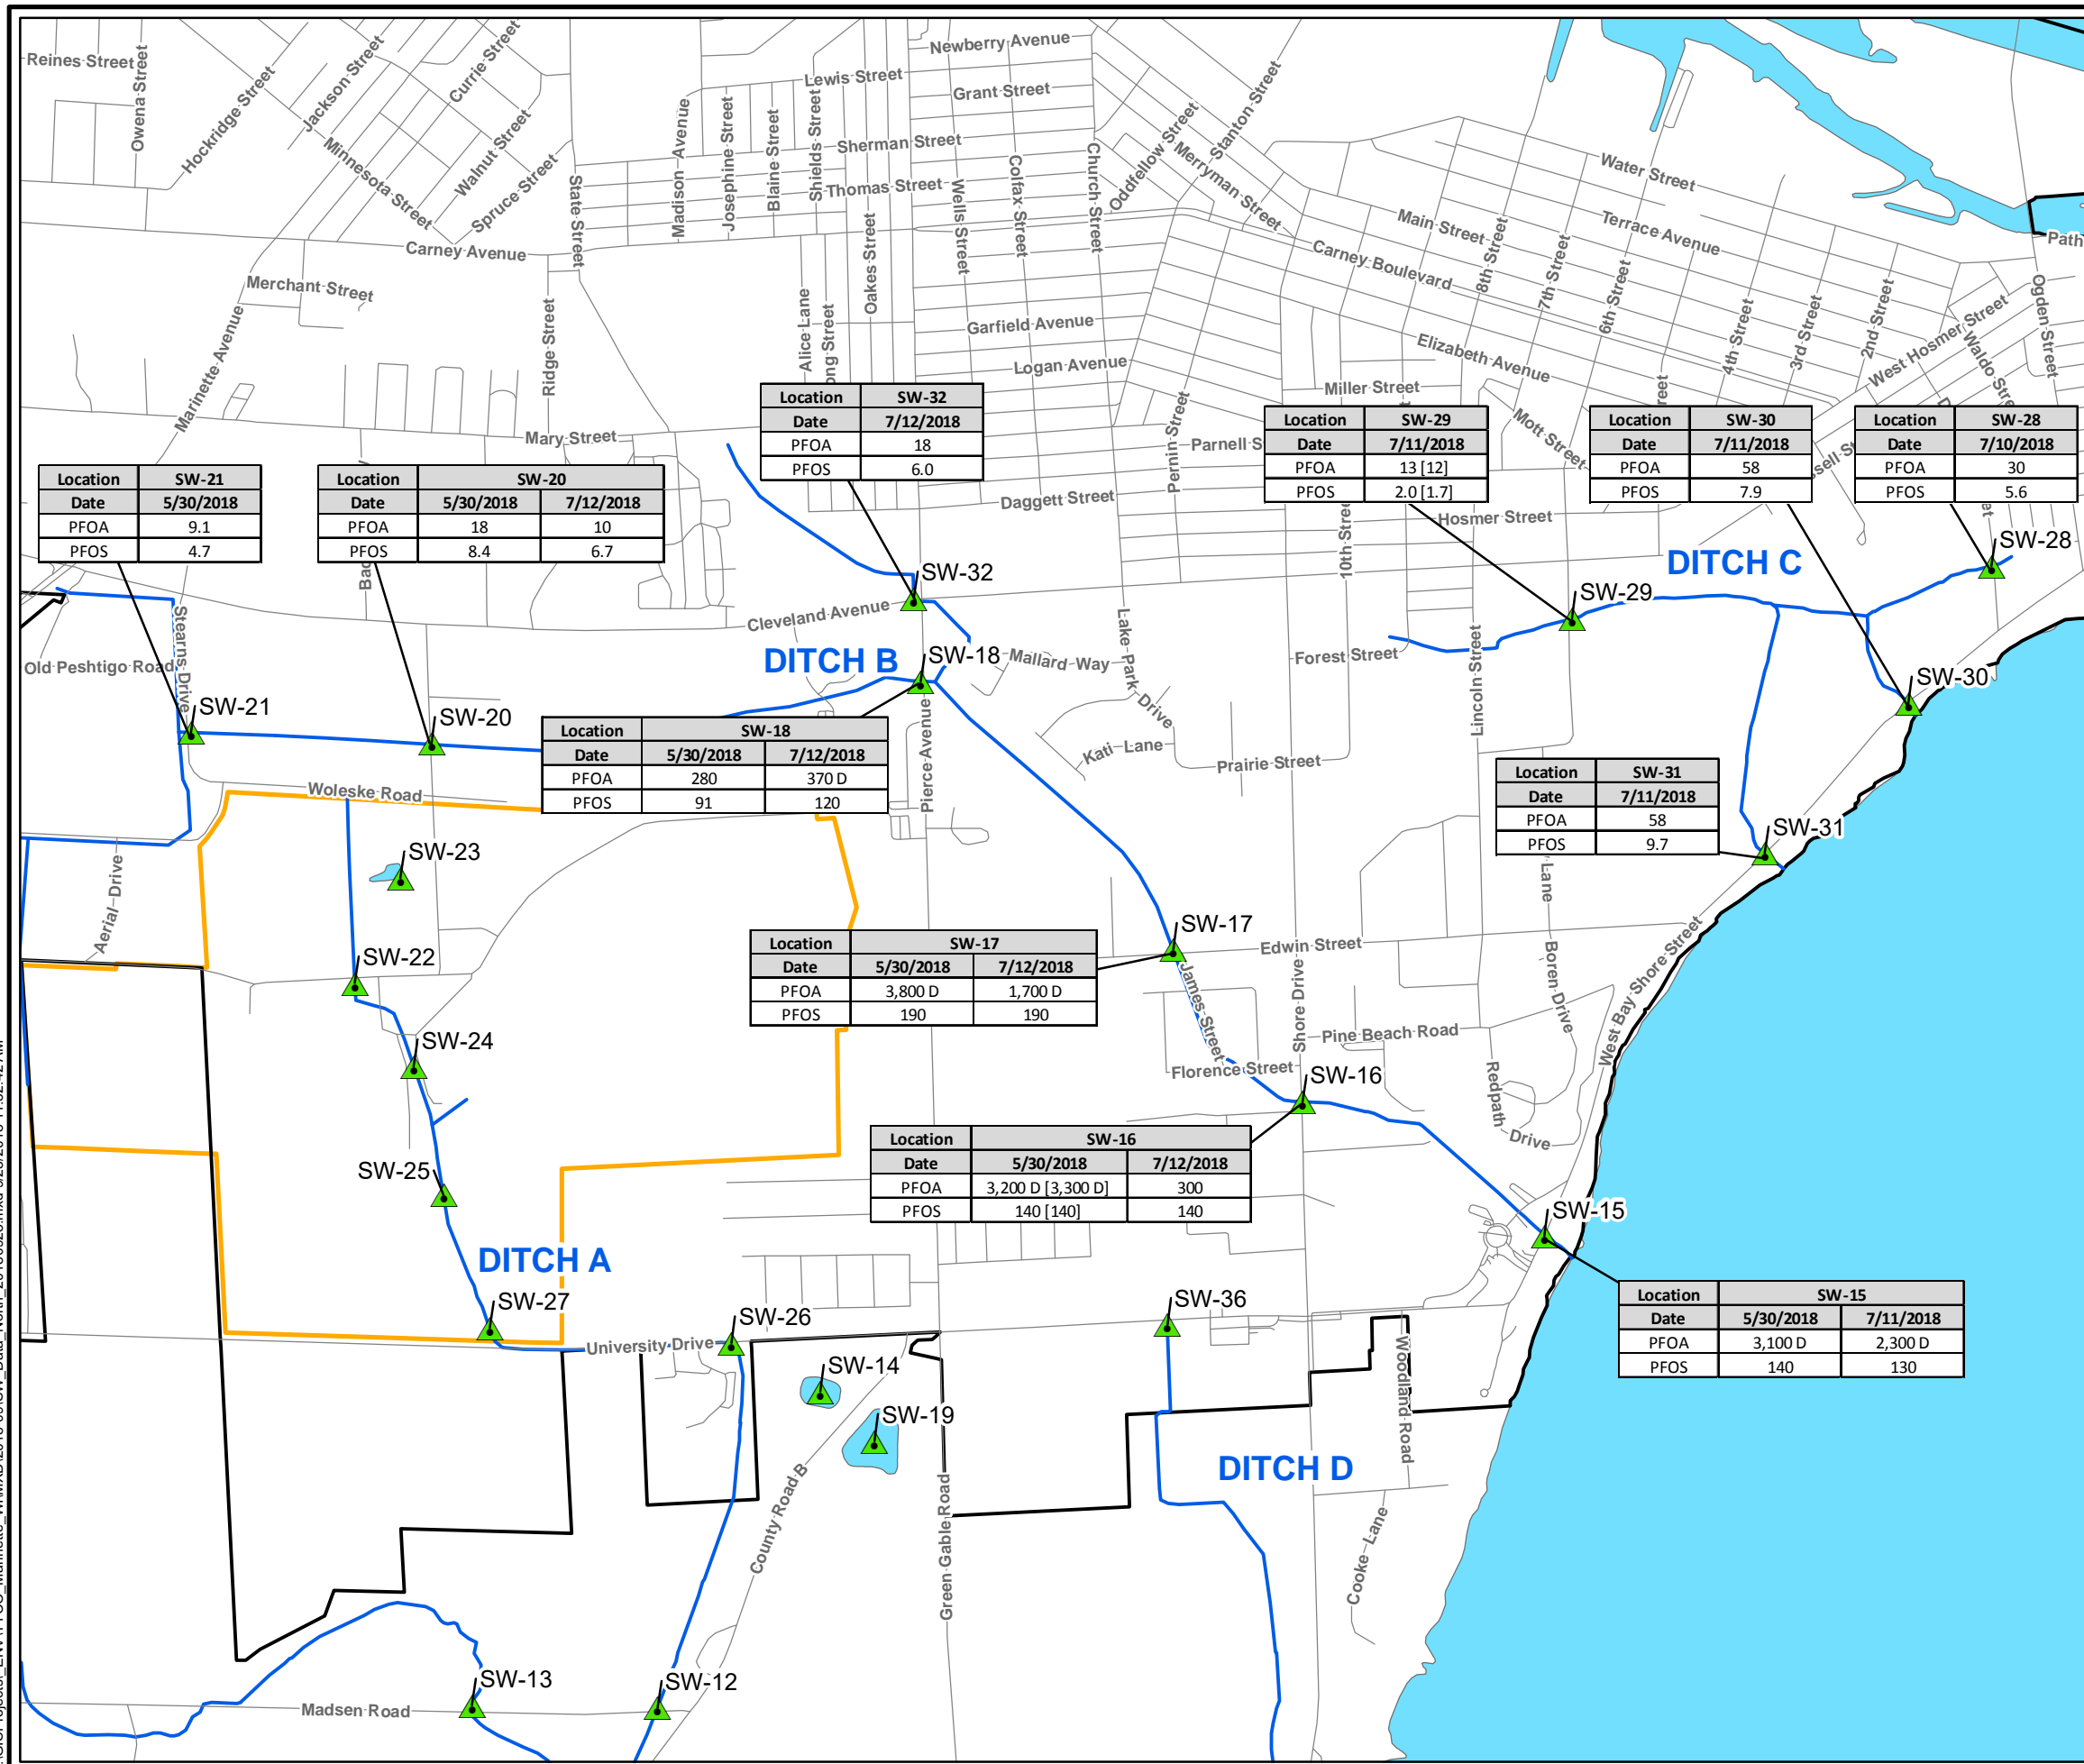 Newberry Avenue
Reines Street
Owena Street
Hockridge Street
Jackson Street
Currie Street
Lewis Street
Grant Street
Minnesota Street
Walnut Street
Spruce Street
State Street
Madison Avenue
Josephine Street
Blaine Street
Shields Street
Sherman Street
Thomas Street
Oakes Street
Wells Street
Colfax Street
Church Street
Oddfellow Street
Merryman Street
Stanton Street
Water Street
Main Street
Terrace Avenue
Path
Carney Avenue
Carney Boulevard
8th Street
7th Street
6th Street
4th Street
3rd Street
2nd Street
West Hosmer Street
Waldo Stre
Ogden Street
Merchant Street
Marinette Avenue
Ridge Street
Alice Lane
ong Street
Garfield Avenue
Logan Avenue
Elizabeth Avenue
Miller Street
Mott Street
reet
Mary Street
Pernin Street
Parnell S
Daggett Street
10th Stree
Hosmer Street
sell St
et
Location SW-32
Date 7/12/2018
PFOA 18
PFOS 6.0
Location SW-29
Date 7/11/2018
PFOA 13 [12]
PFOS 2.0 [1.7]
Location SW-30
Date 7/11/2018
PFOA 58
PFOS 7.9
Location SW-28
Date 7/10/2018
PFOA 30
PFOS 5.6
Location SW-21
Date 5/30/2018
PFOA 9.1
PFOS 4.7
Location SW-20
Date 5/30/2018 7/12/2018
PFOA 18 10
PFOS 8.4 6.7
Bac
DITCH C
SW-28
SW-32
SW-29
Cleveland Avenue
Stearns Drive
Old Peshtigo Road
DITCH B
SW-18
Mallard Way
Lake Park Drive
Forest Street
Lincoln Street
SW-30
SW-21
SW-20
Kati Lane
Prairie Street
Pierce Avenue
Location SW-18
Date 5/30/2018 7/12/2018
PFOA 280 370 D
PFOS 91 120
Woleske Road
Location SW-31
Date 7/11/2018
PFOA 58
PFOS 9.7
SW-31
Lane
SW-23
Aerial Drive
SW-22
SW-17
Edwin Street
Location SW-17
Date 5/30/2018 7/12/2018
PFOA 3,800 D 1,700 D
PFOS 190 190
James Street
Shore Drive
Boren Drive
West Bay Shore Street
Pine Beach Road
SW-24
Florence Street
SW-16
Redpath Drive
Location SW-16
Date 5/30/2018 7/12/2018
PFOA 3,200 D [3,300 D] 300
PFOS 140 [140] 140
SW-25
SW-15
DITCH A
SW-27
SW-26
SW-36
Location SW-15
Date 5/30/2018 7/11/2018
PFOA 3,100 D 2,300 D
PFOS 140 130
University Drive
SW-14
SW-19
Woodland Road
DITCH D
County Road B
Green Gable Road
Cooke Lane
SW-13
SW-12
Madsen Road